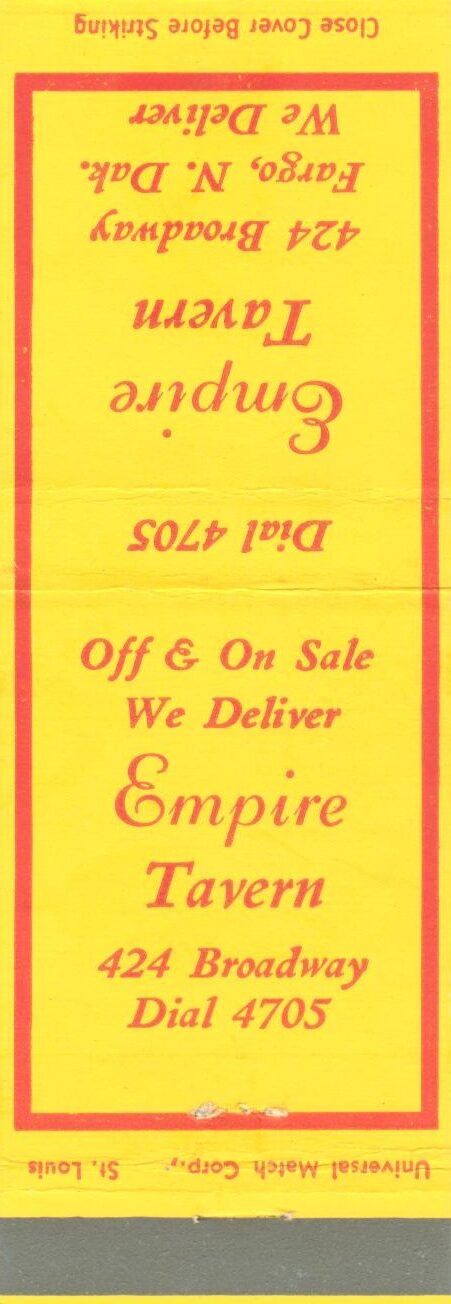 Close Cover Before Striking
Empire
Tavern
424 Broadway
Fargo, N. Dak.
We Deliver
Dial 4705
Off & On Sale
We Deliver
Empire
Tavern
424 Broadway
Dial 4705
Universal Match Corp., St. Louis